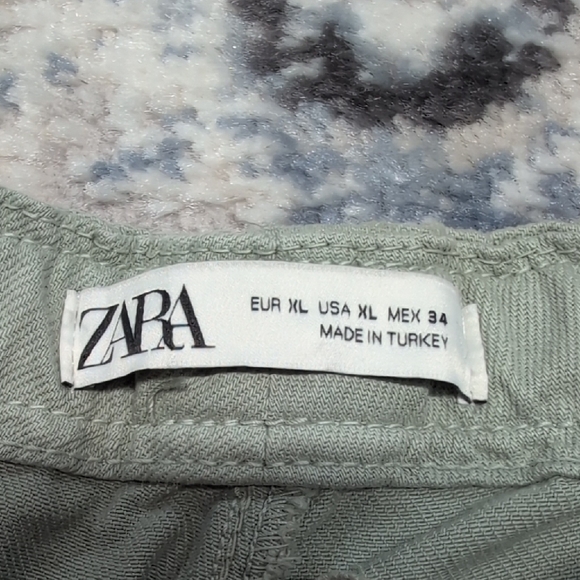 ZARA
EUR XL USA XL MEX 34
MADE IN TURKEY